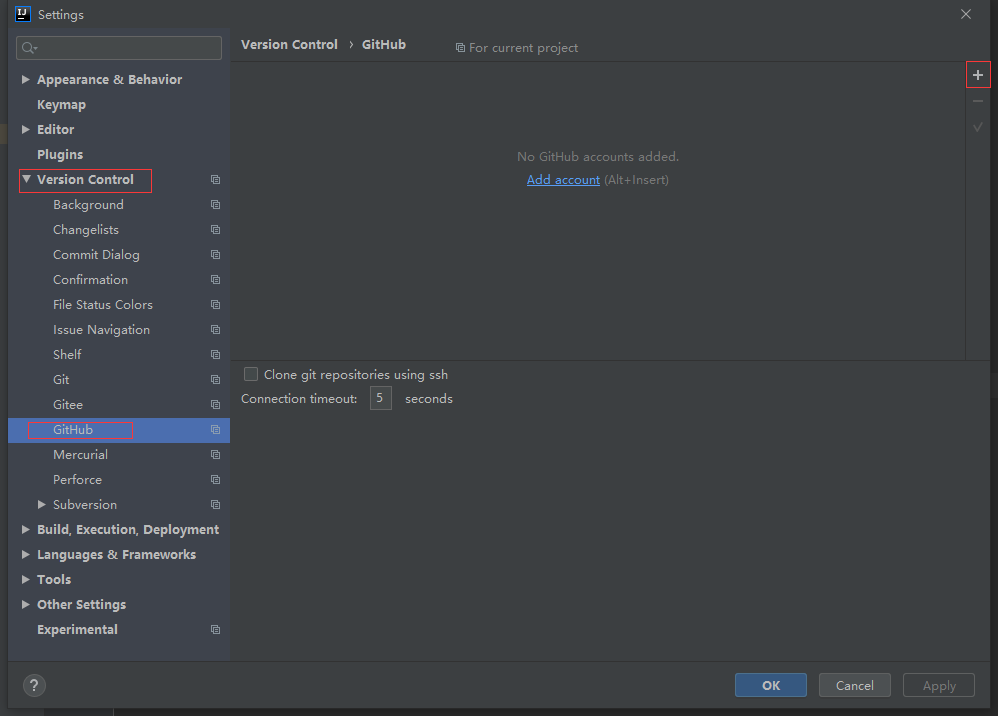 Settings
Version Control › GitHub For current project
Appearance & Behavior
Keymap
Editor
Plugins
Version Control
Background
Changelists
Commit Dialog
Confirmation
File Status Colors
Issue Navigation
Shelf
Git
Gitee
GitHub
Mercurial
Perforce
Subversion
Build, Execution, Deployment
Languages & Frameworks
Tools
Other Settings
Experimental
No GitHub accounts added.
Add account (Alt+Insert)
Clone git repositories using ssh
Connection timeout: 5 seconds
?
OK Cancel Apply